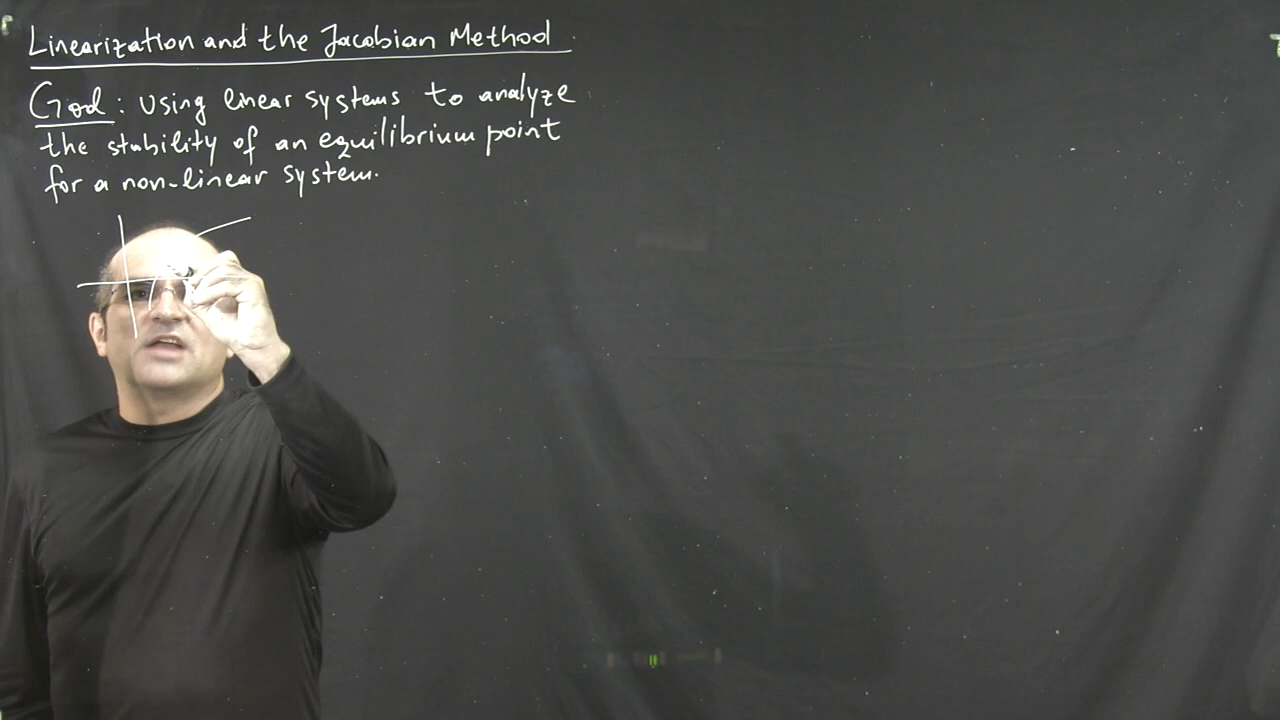 Linearization and the Jacobian Method
Goal: Using linear systems to analyze
the stability of an equilibrium point
for a non-linear system.